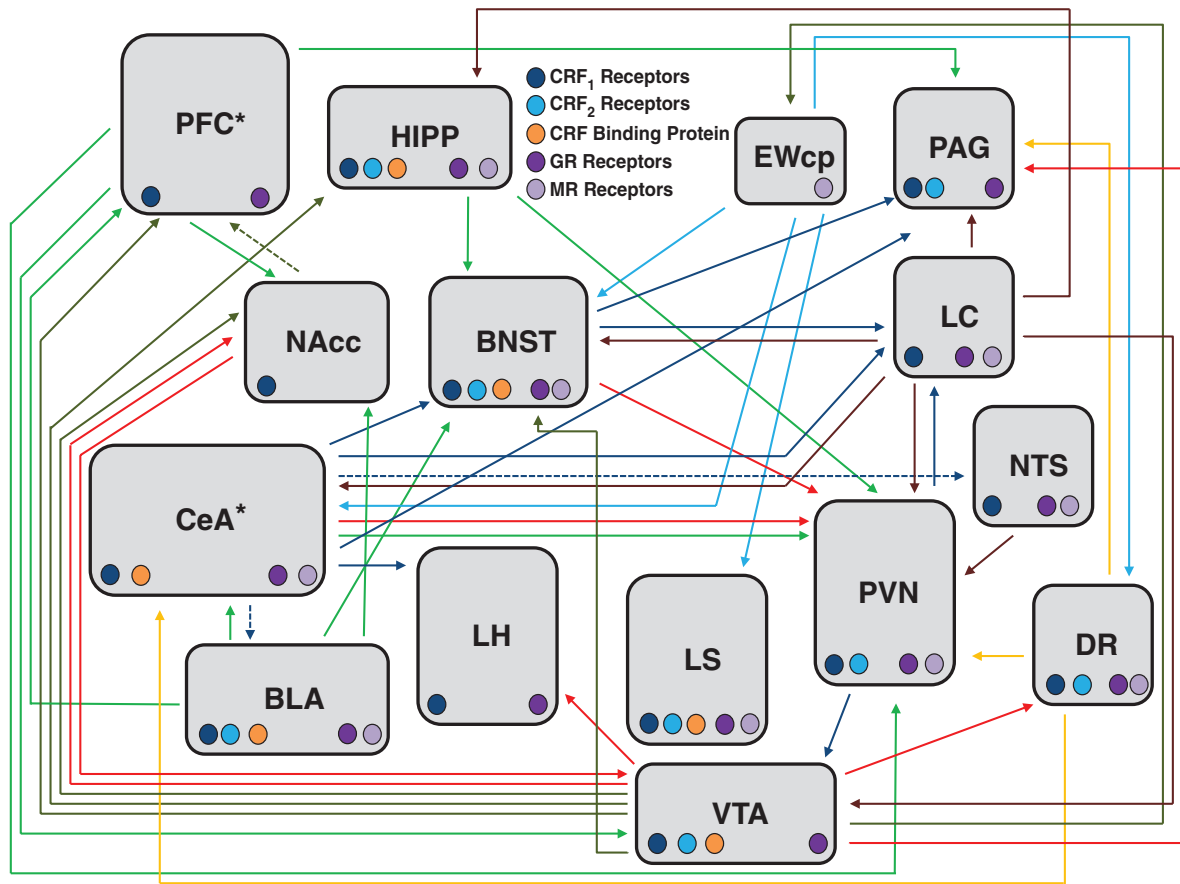 PFC*
HIPP
CRF1 Receptors
CRF2 Receptors
CRF Binding Protein
GR Receptors
MR Receptors
EWcp
PAG
NAcc
BNST
LC
CeA*
NTS
LH
LS
PVN
DR
BLA
VTA